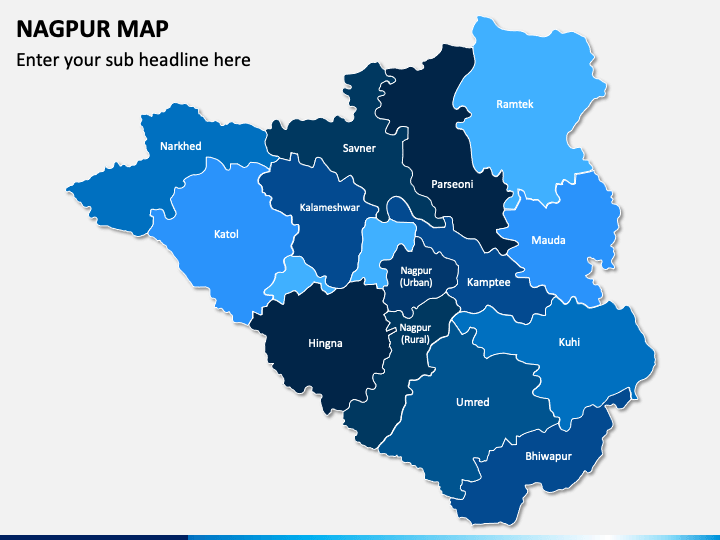 NAGPUR MAP
Enter your sub headline here
Ramtek
Narkhed
Savner
Parseoni
Kalameshwar
Katol
Mauda
Nagpur
(Urban)
Kamptee
Nagpur
(Rural)
Hingna
Kuhi
Umred
Bhiwapur